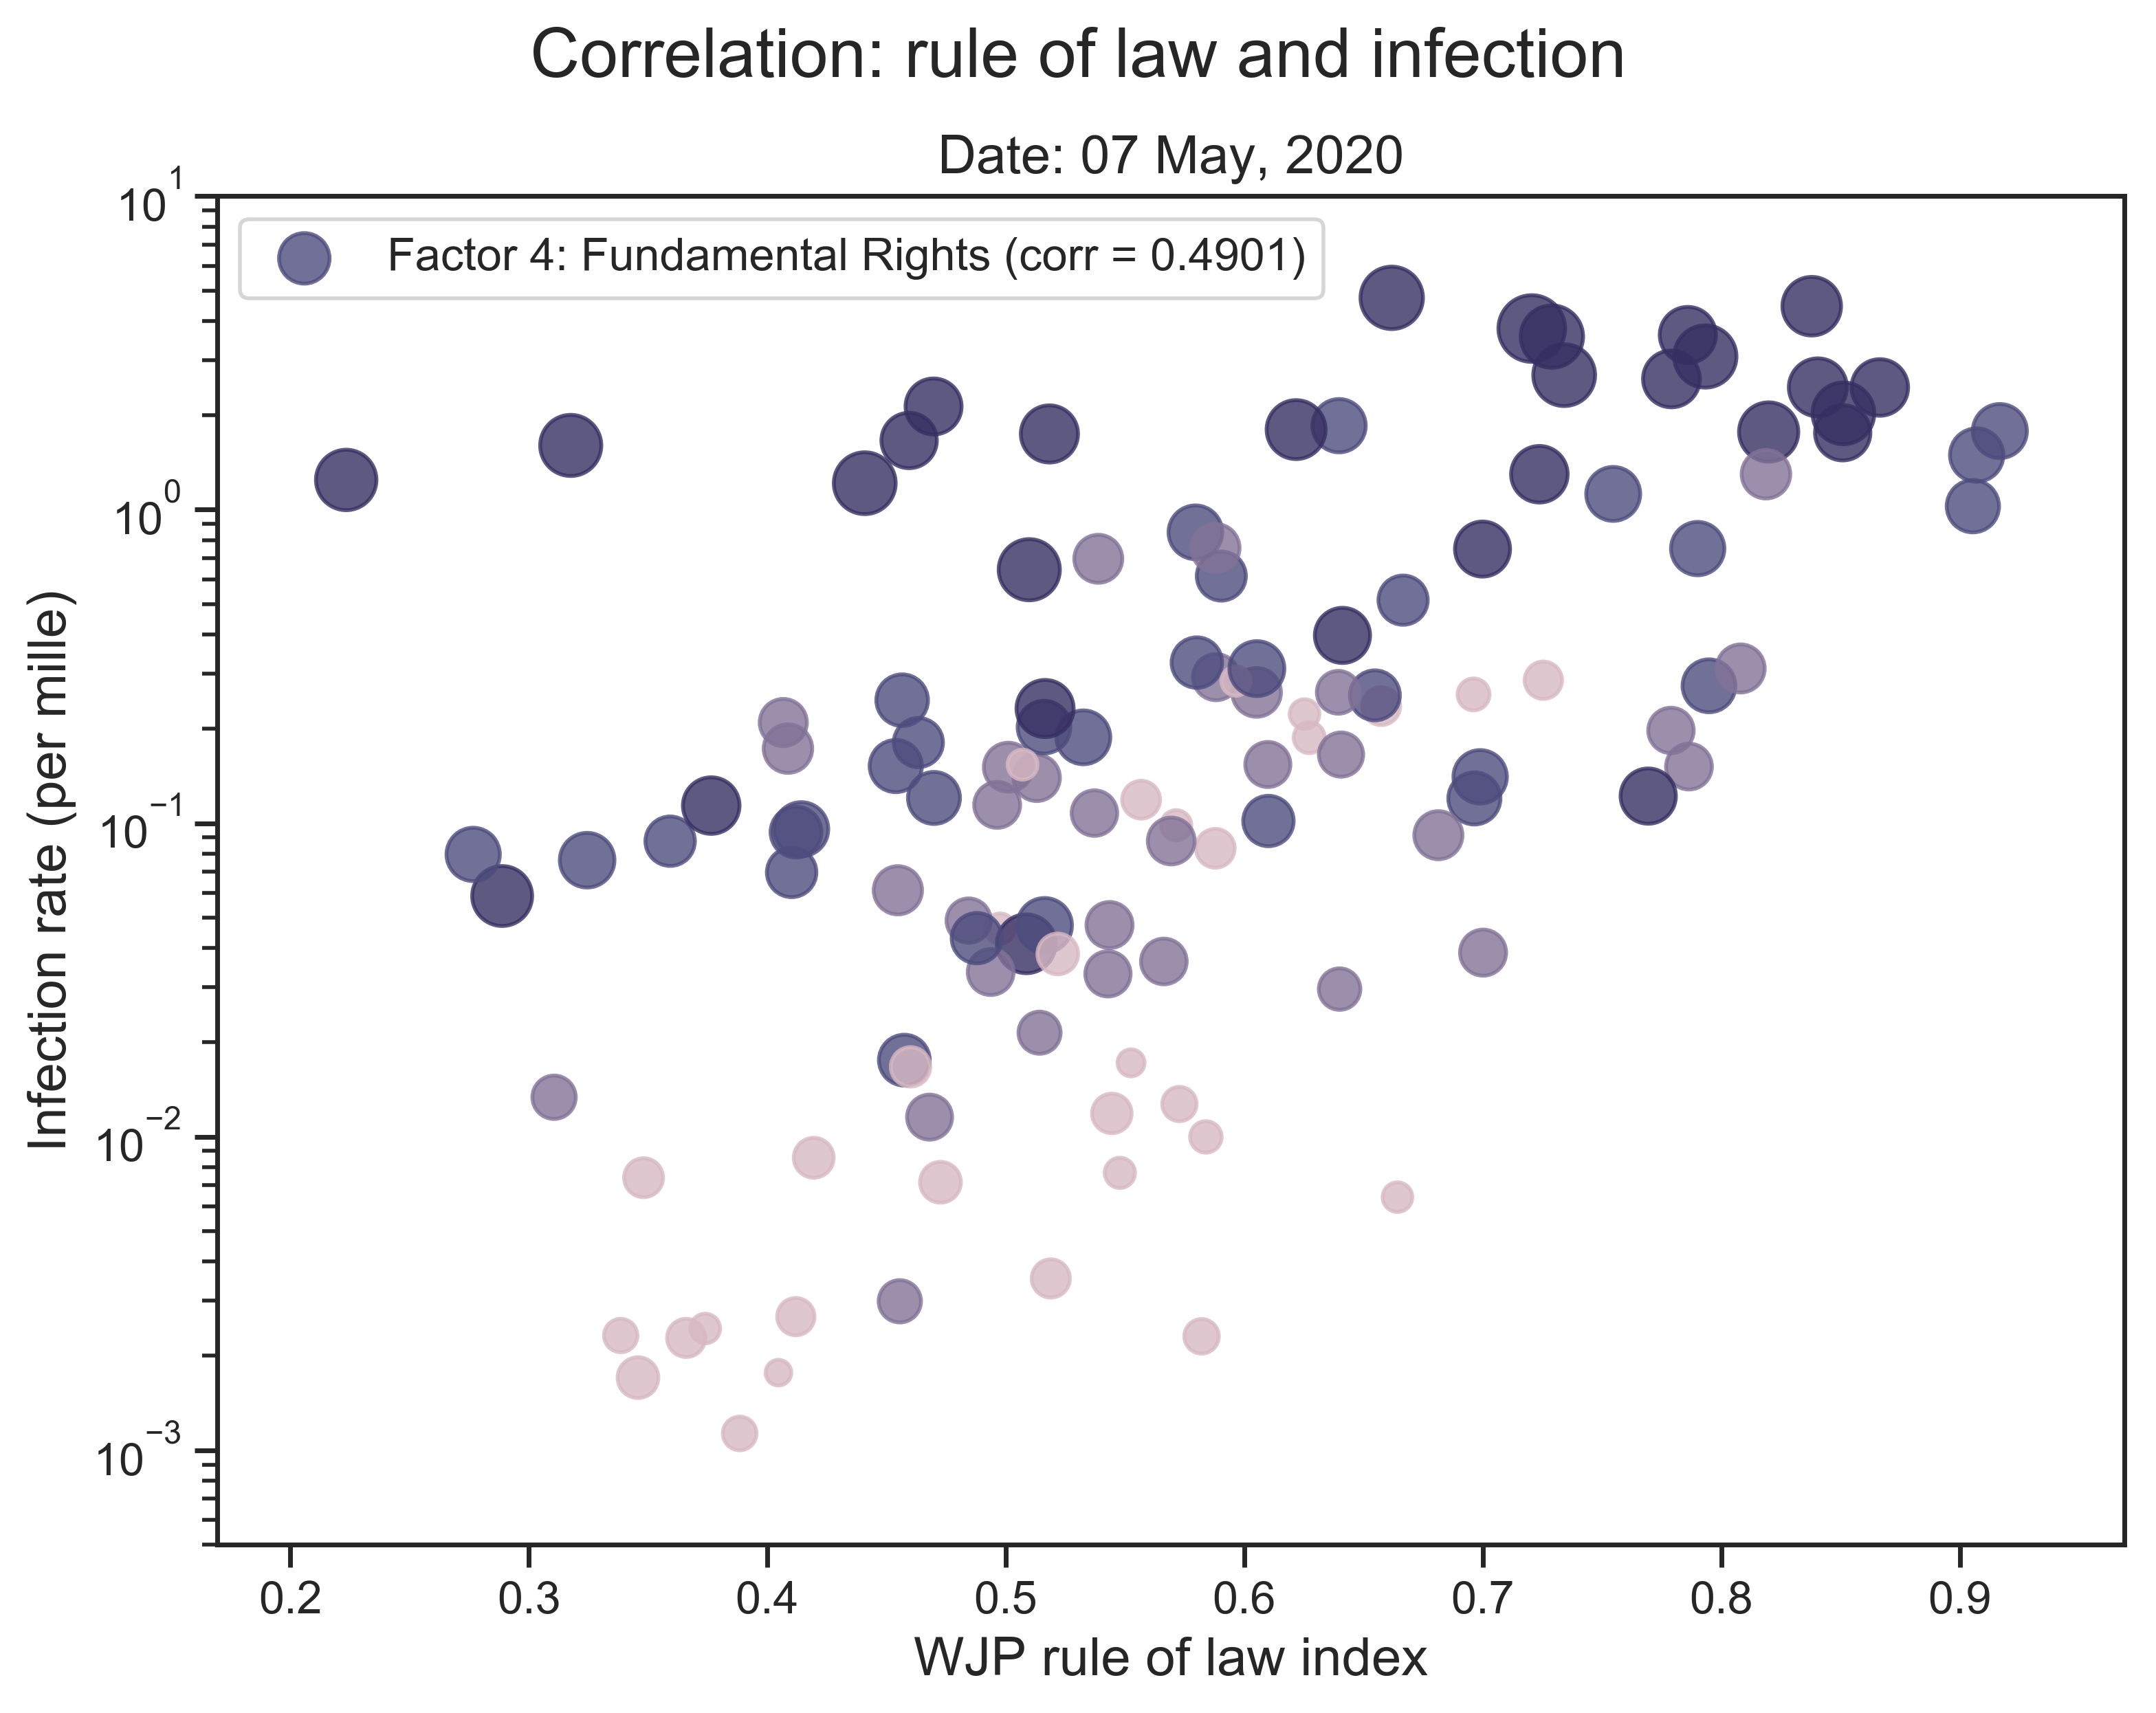 Correlation: rule of law and infection
Date: 07 May, 2020
Factor 4: Fundamental Rights (corr = 0.4901)
Infection rate (per mille)
10^1
10^0
10^−1
10^−2
10^−3
0.2 0.3 0.4 0.5 0.6 0.7 0.8 0.9
WJP rule of law index